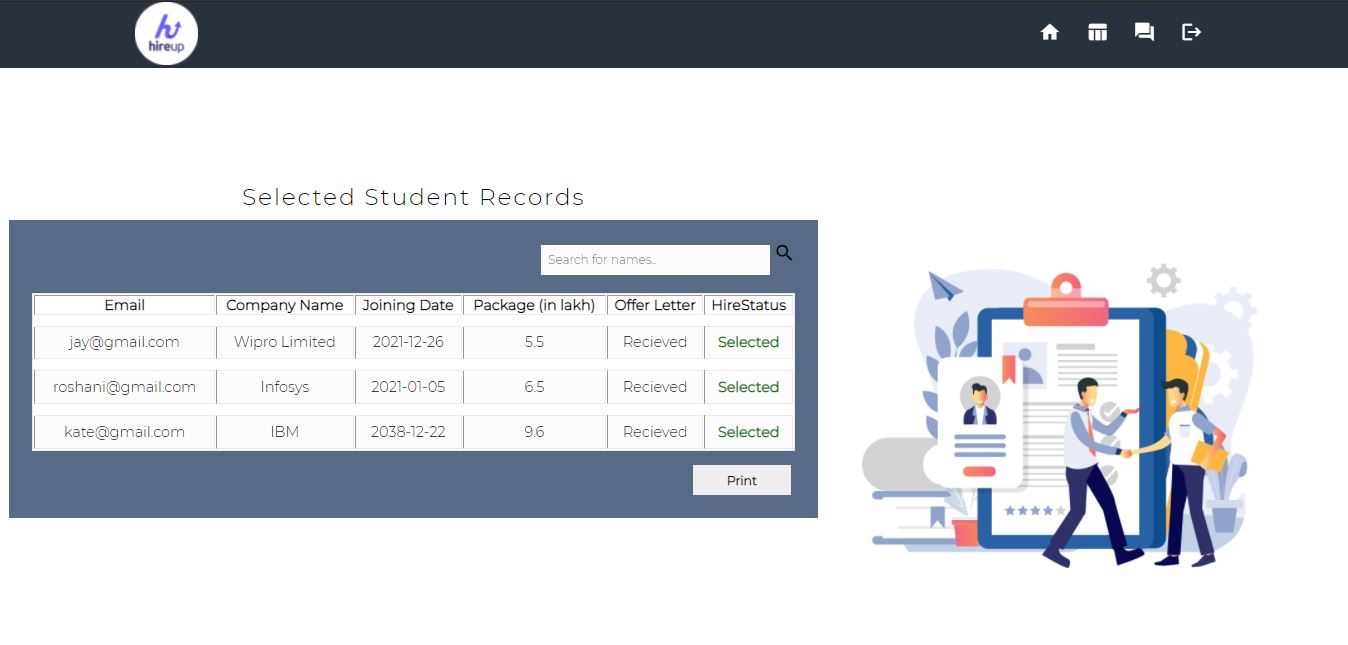 hireup
Selected Student Records
Search for names..
Email Company Name Joining Date Package (in lakh) Offer Letter HireStatus
jay@gmail.com Wipro Limited 2021-12-26 5.5 Recieved Selected
roshani@gmail.com Infosys 2021-01-05 6.5 Recieved Selected
kate@gmail.com IBM 2038-12-22 9.6 Recieved Selected
Print